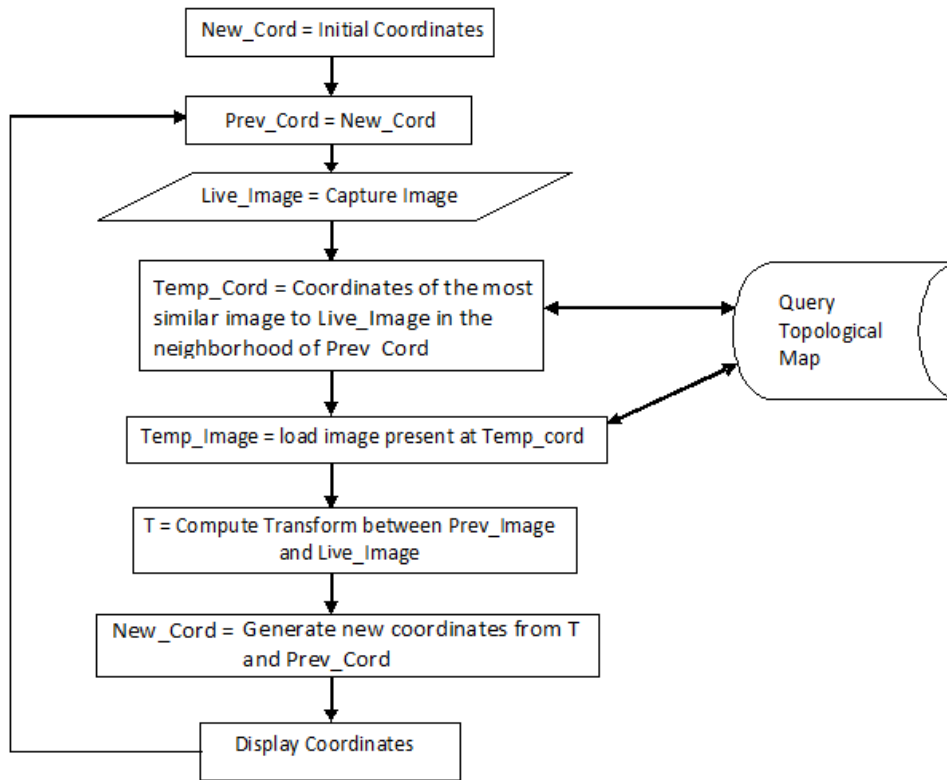 New_Cord = Initial Coordinates
Prev_Cord = New_Cord
Live_Image = Capture Image
Temp_Cord = Coordinates of the most
similar image to Live_Image in the
neighborhood of Prev_Cord
Query
Topological
Map
Temp_Image = load image present at Temp_cord
T = Compute Transform between Prev_Image
and Live_Image
New_Cord = Generate new coordinates from T
and Prev_Cord
Display Coordinates